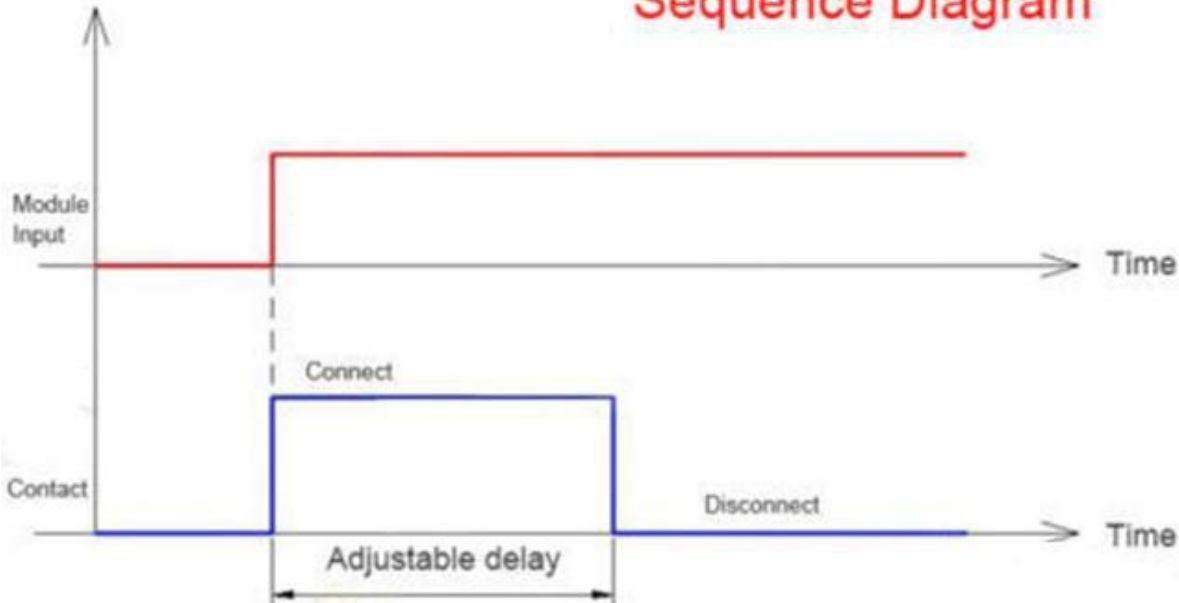 Sequence Diagram
Module
Input
Time
Connect
Contact
Disconnect
Time
Adjustable delay